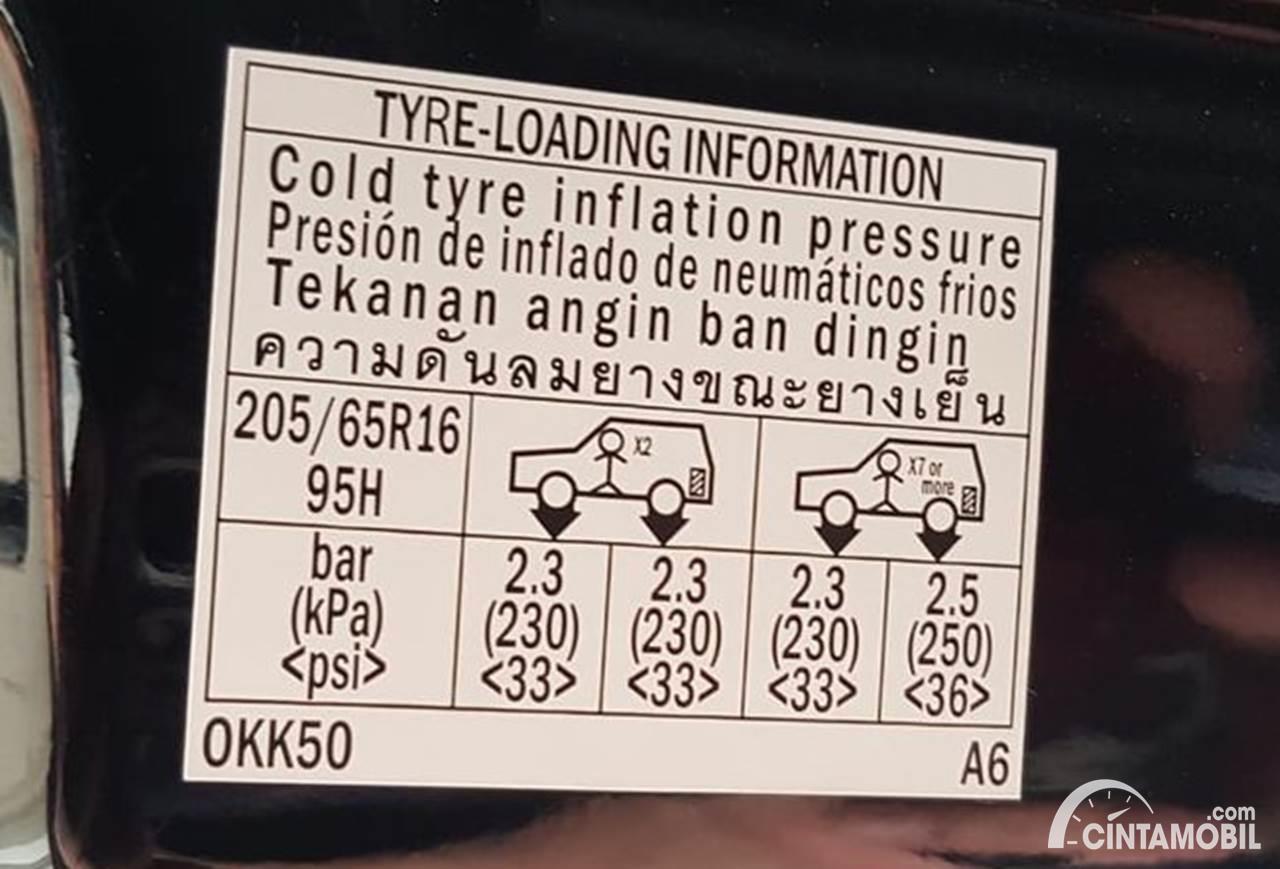 TYRE-LOADING INFORMATION
Cold tyre inflation pressure
Presión de inflado de neumáticos frios
Tekanan angin ban dingin
ความดันลมยางขณะยางเย็น
205/65R16
95H
X2
X7 or
more
bar
(kPa)
<psi>
2.3
(230)
<33>
2.3
(230)
<33>
2.3
(230)
<33>
2.5
(250)
<36>
0KK50
A6
CINTAMOBIL.com